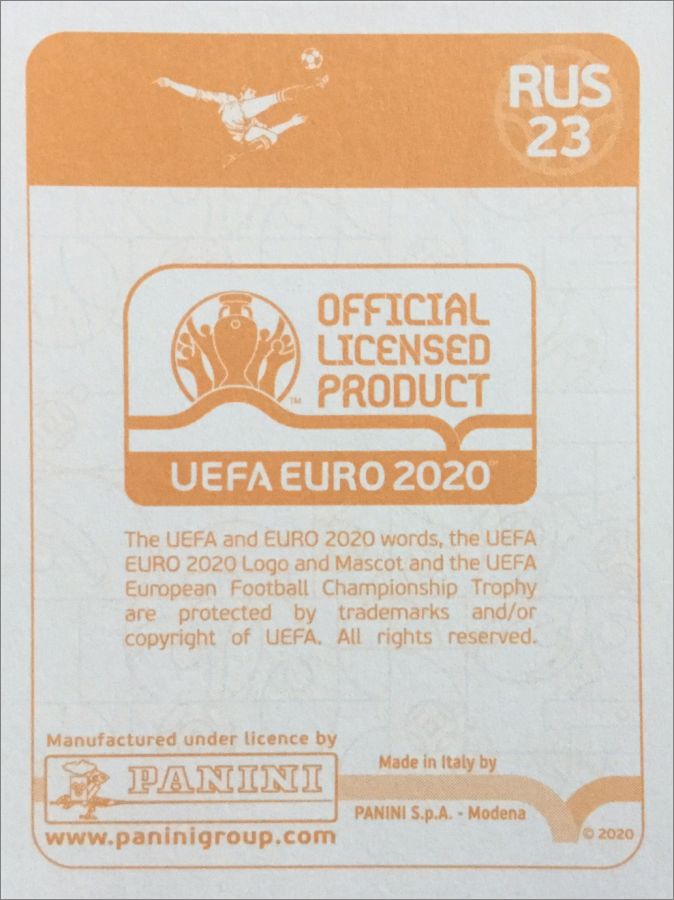 RUS
23
OFFICIAL
LICENSED
PRODUCT
TM
UEFA EURO 2020
The UEFA and EURO 2020 words, the UEFA
EURO 2020 Logo and Mascot and the UEFA
European Football Championship Trophy
are protected by trademarks and/or
copyright of UEFA. All rights reserved.
Manufactured under licence by
PANINI
www.paninigroup.com
Made in Italy by
PANINI S.p.A. - Modena
© 2020